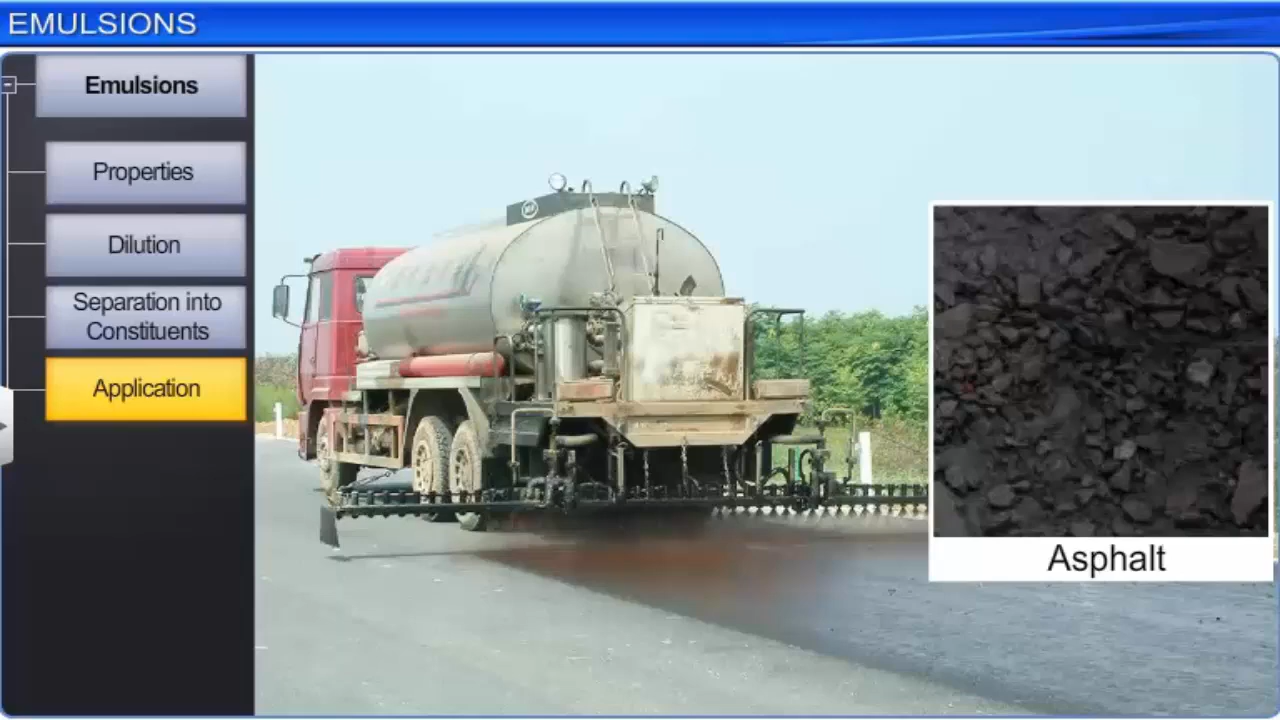 EMULSIONS
Emulsions
Properties
Dilution
Separation into
Constituents
Application
Asphalt